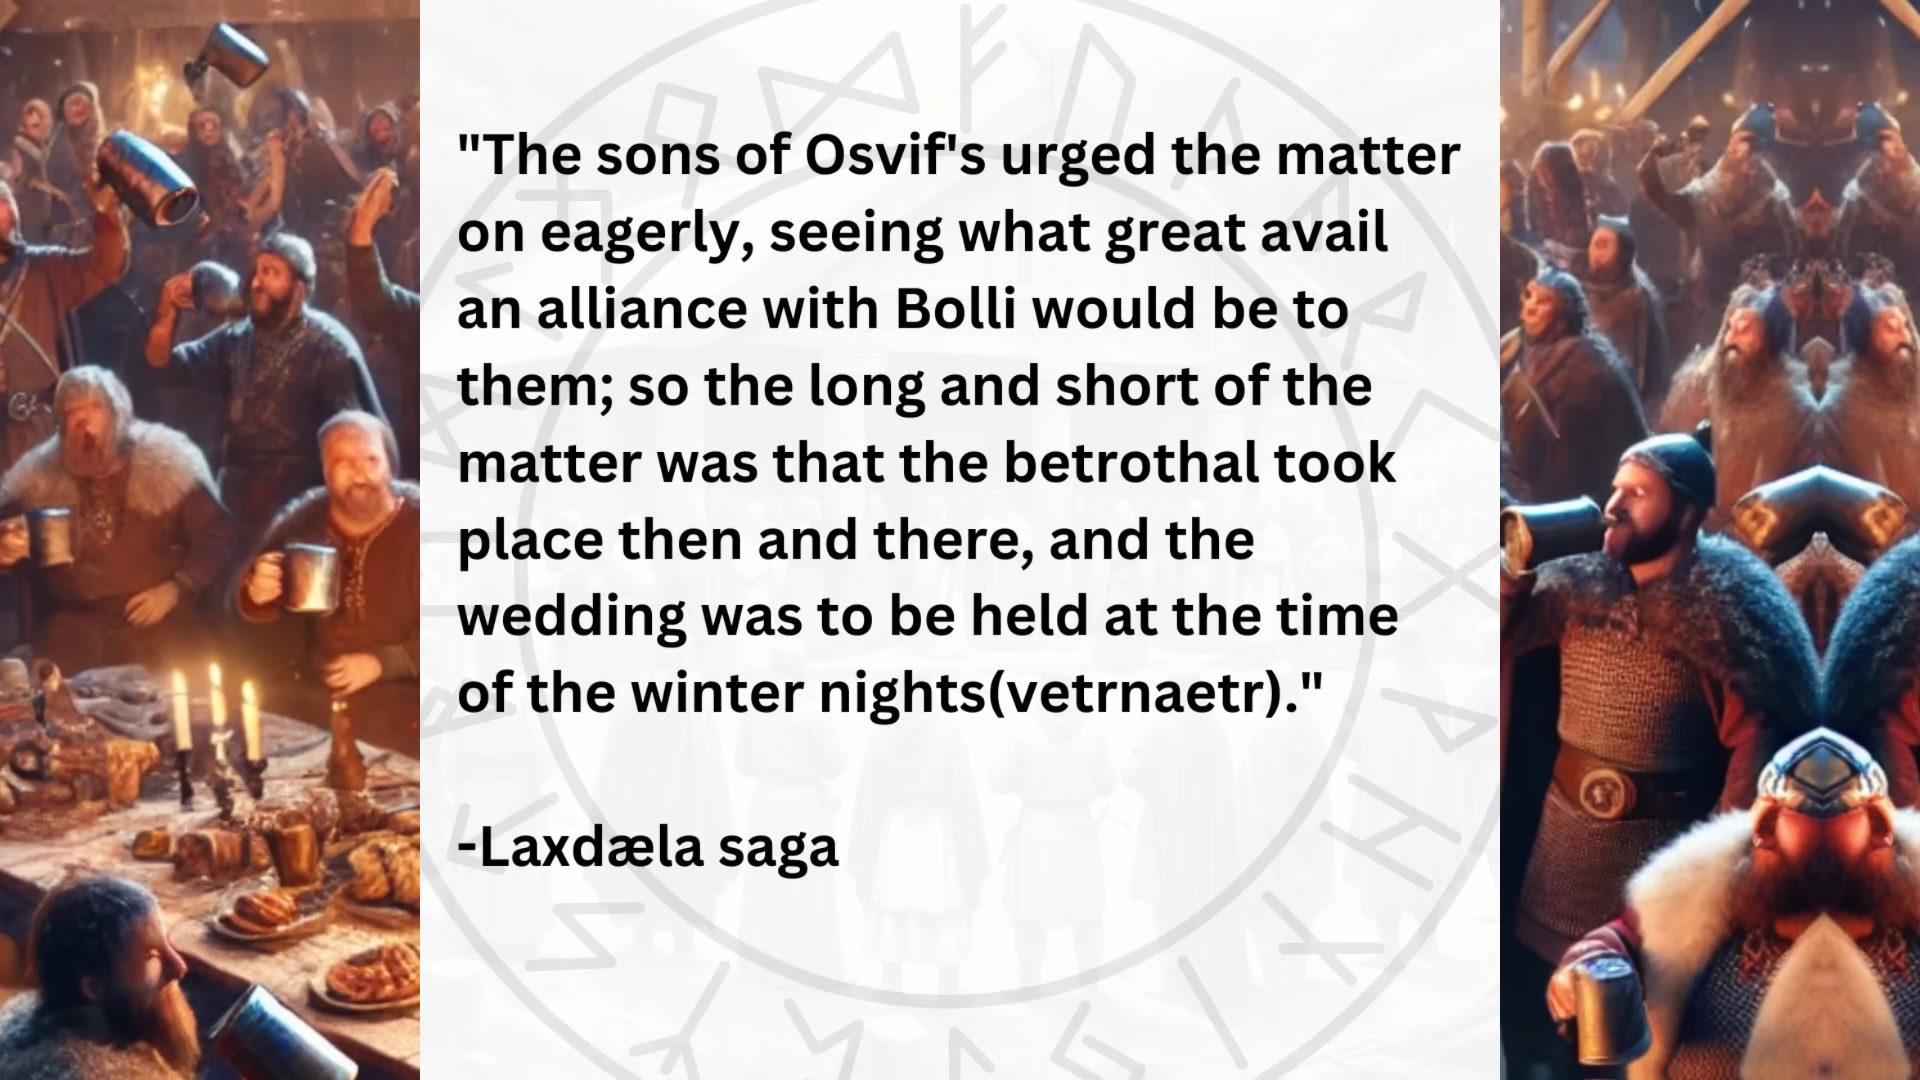 "The sons of Osvif's urged the matter
on eagerly, seeing what great avail
an alliance with Bolli would be to
them; so the long and short of the
matter was that the betrothal took
place then and there, and the
wedding was to be held at the time
of the winter nights(vetrnaetr)."
-Laxdæla saga